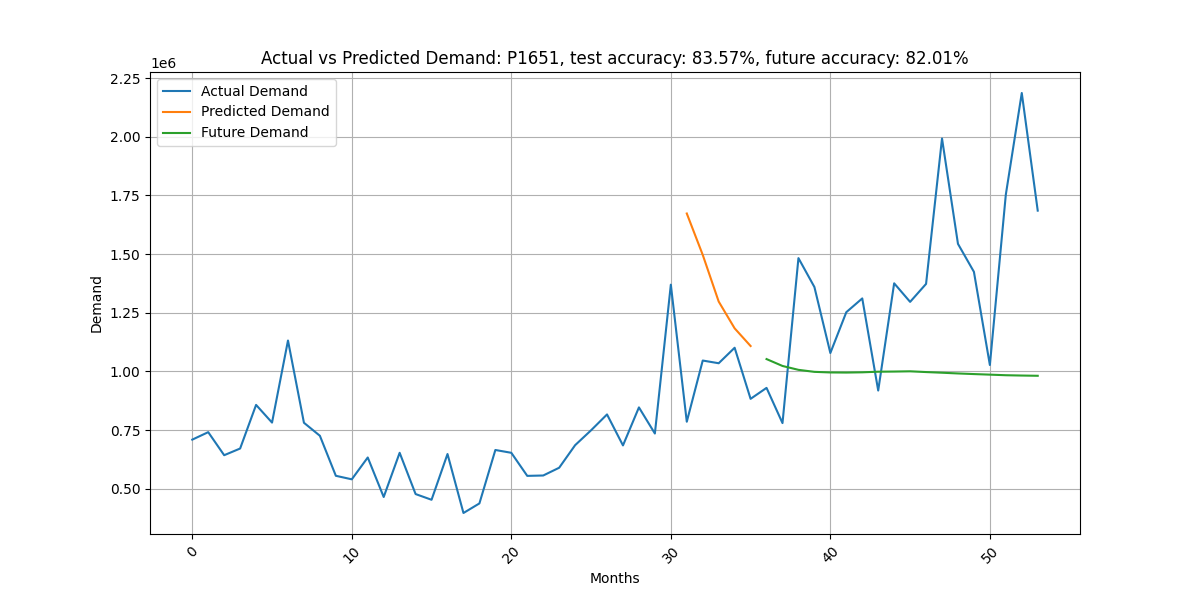 Actual vs Predicted Demand: P1651, test accuracy: 83.57%, future accuracy: 82.01%
1e6
2.25
2.00
1.75
1.50
1.25
1.00
0.75
0.50
Demand
Actual Demand
Predicted Demand
Future Demand
0
10
20
30
40
50
Months